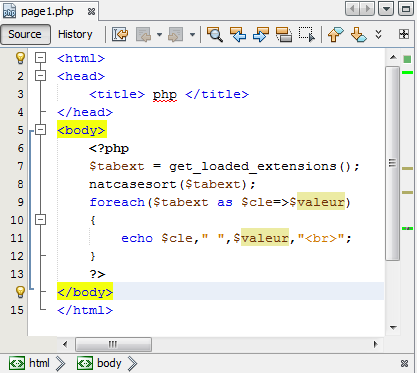 page1.php
Source History
<html>
2 <head>
3 <title> php </title>
4 </head>
5 <body>
6 <?php
7 $tabext = get_loaded_extensions();
8 natcasesort($tabext);
9 foreach($tabext as $cle=>$valeur)
10 {
11 echo $cle," ",$valeur,"<br>";
12 }
13 ?>
</body>
15 </html>
html body